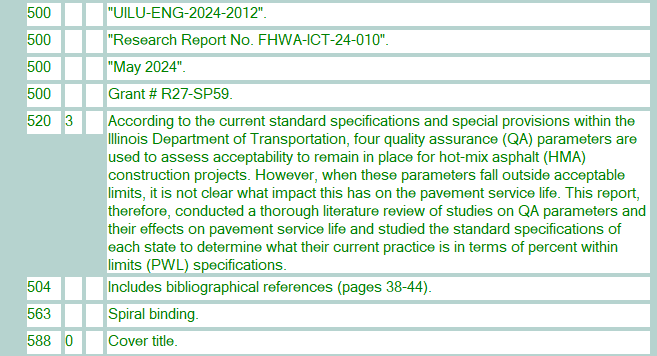 500 "UILU-ENG-2024-2012".
500 "Research Report No. FHWA-ICT-24-010".
500 "May 2024".
500 Grant # R27-SP59.
520 3 According to the current standard specifications and special provisions within the
Illinois Department of Transportation, four quality assurance (QA) parameters are
used to assess acceptability to remain in place for hot-mix asphalt (HMA)
construction projects. However, when these parameters fall outside acceptable
limits, it is not clear what impact this has on the pavement service life. This report,
therefore, conducted a thorough literature review of studies on QA parameters and
their effects on pavement service life and studied the standard specifications of
each state to determine what their current practice is in terms of percent within
limits (PWL) specifications.
504 Includes bibliographical references (pages 38-44).
563 Spiral binding.
588 0 Cover title.